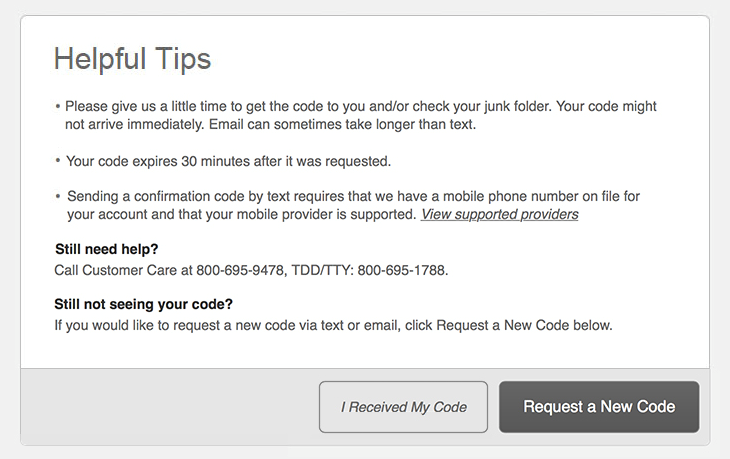 Helpful Tips
• Please give us a little time to get the code to you and/or check your junk folder. Your code might
not arrive immediately. Email can sometimes take longer than text.
• Your code expires 30 minutes after it was requested.
• Sending a confirmation code by text requires that we have a mobile phone number on file for
your account and that your mobile provider is supported. View supported providers
Still need help?
Call Customer Care at 800-695-9478, TDD/TTY: 800-695-1788.
Still not seeing your code?
If you would like to request a new code via text or email, click Request a New Code below.
I Received My Code
Request a New Code